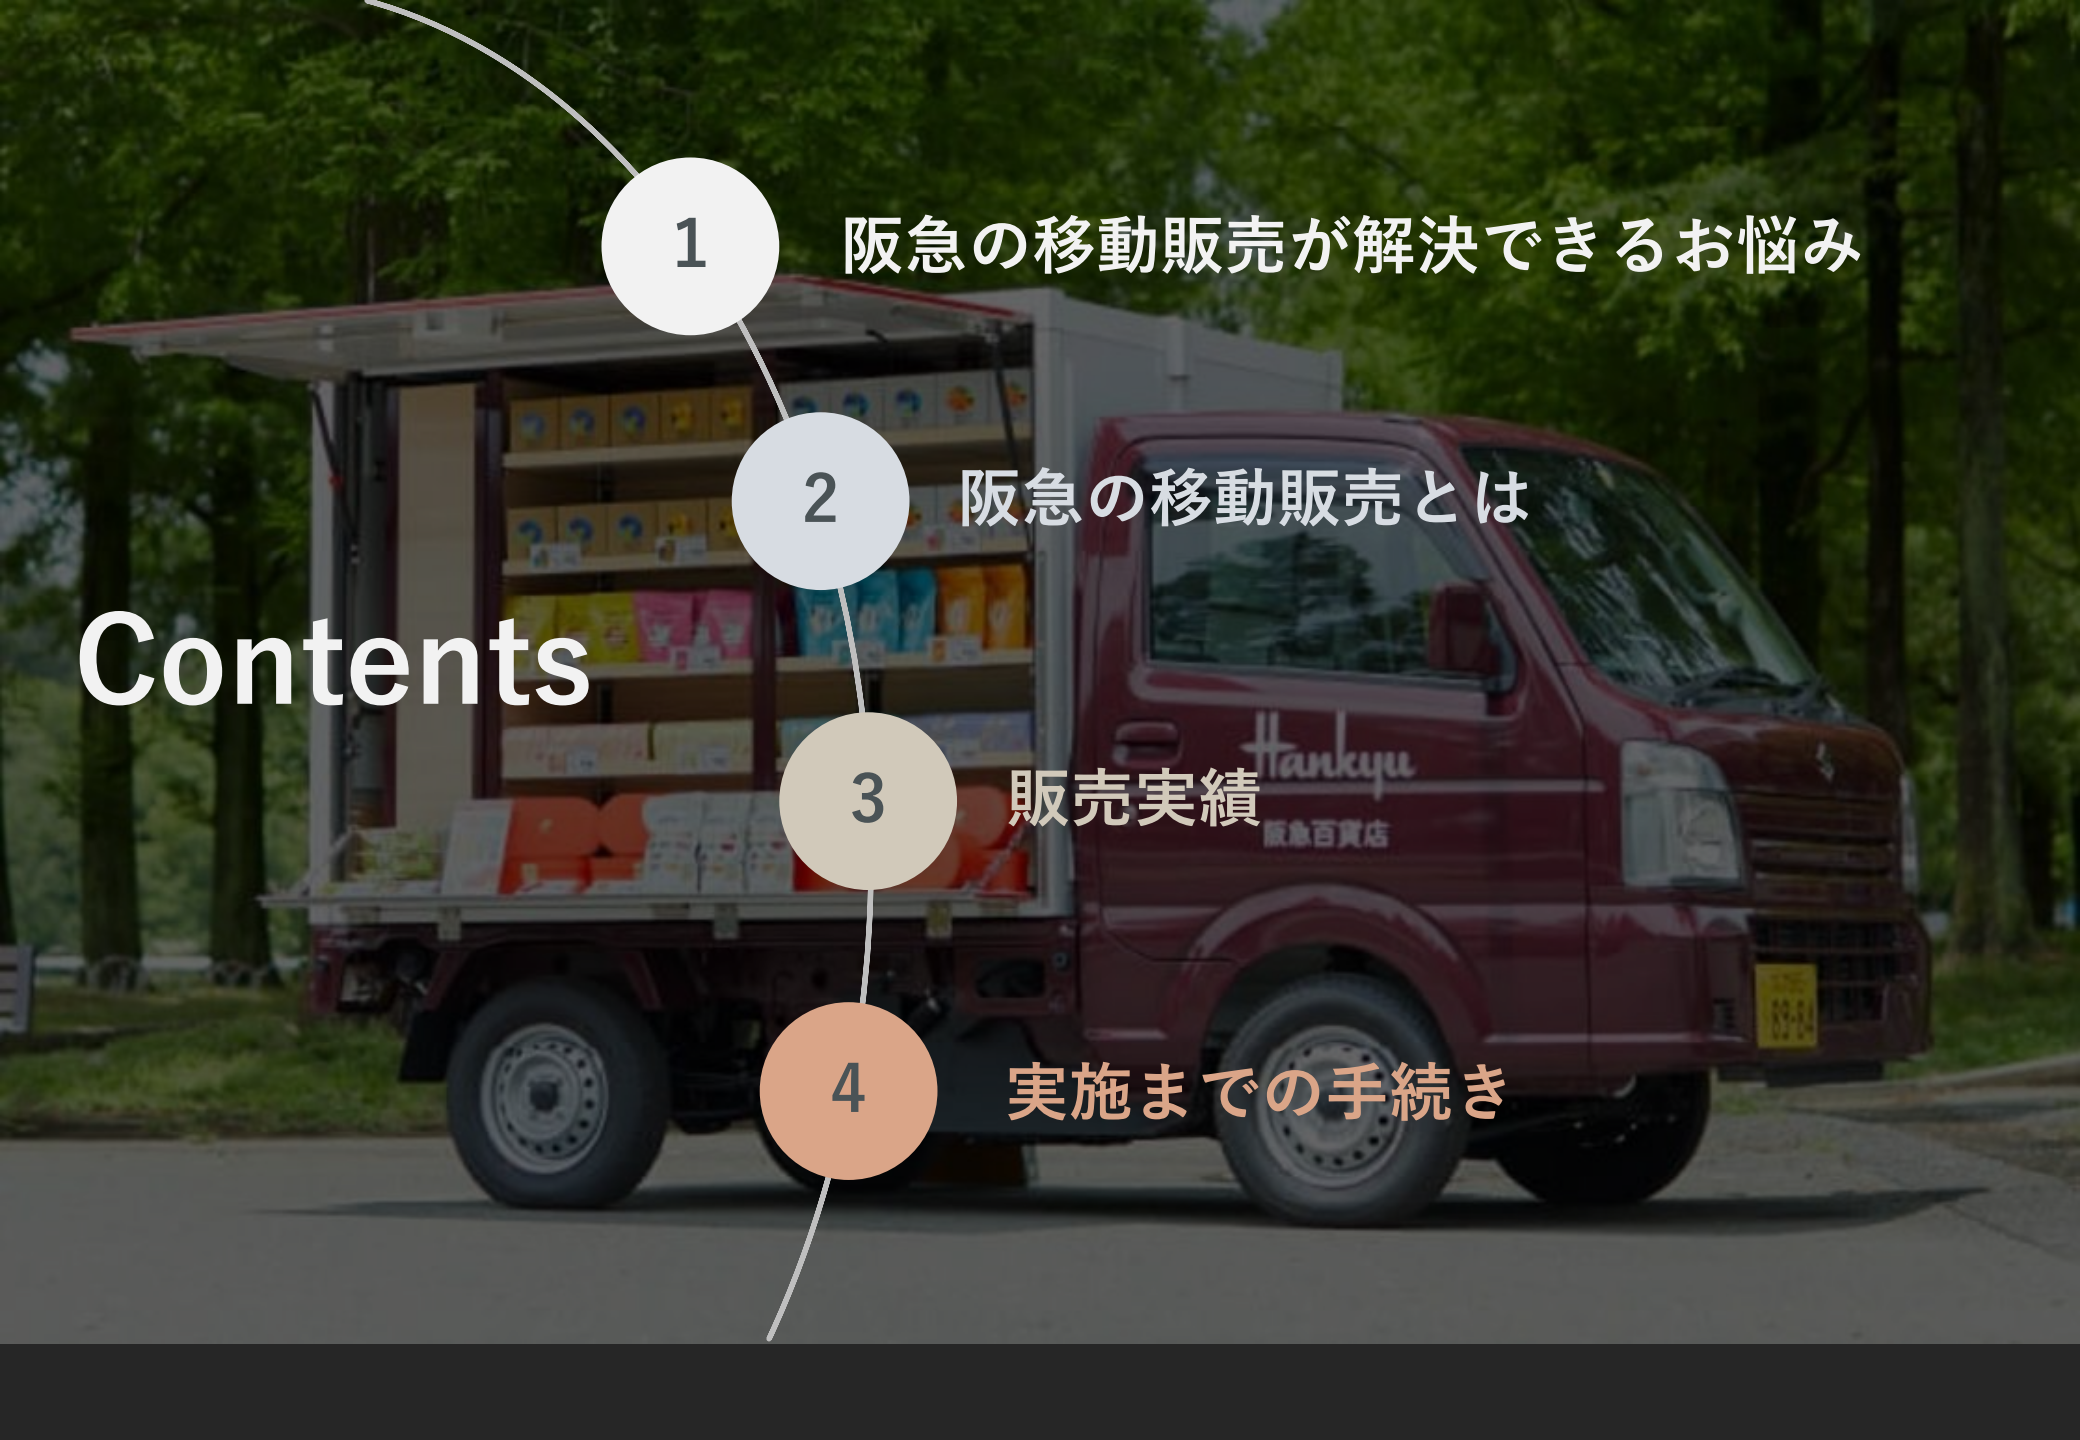 Contents
1
阪急の移動販売が解決できるお悩み
2
阪急の移動販売とは
3
販売実績
4
実施までの手続き
Hankyu
阪急百貨店
89-84